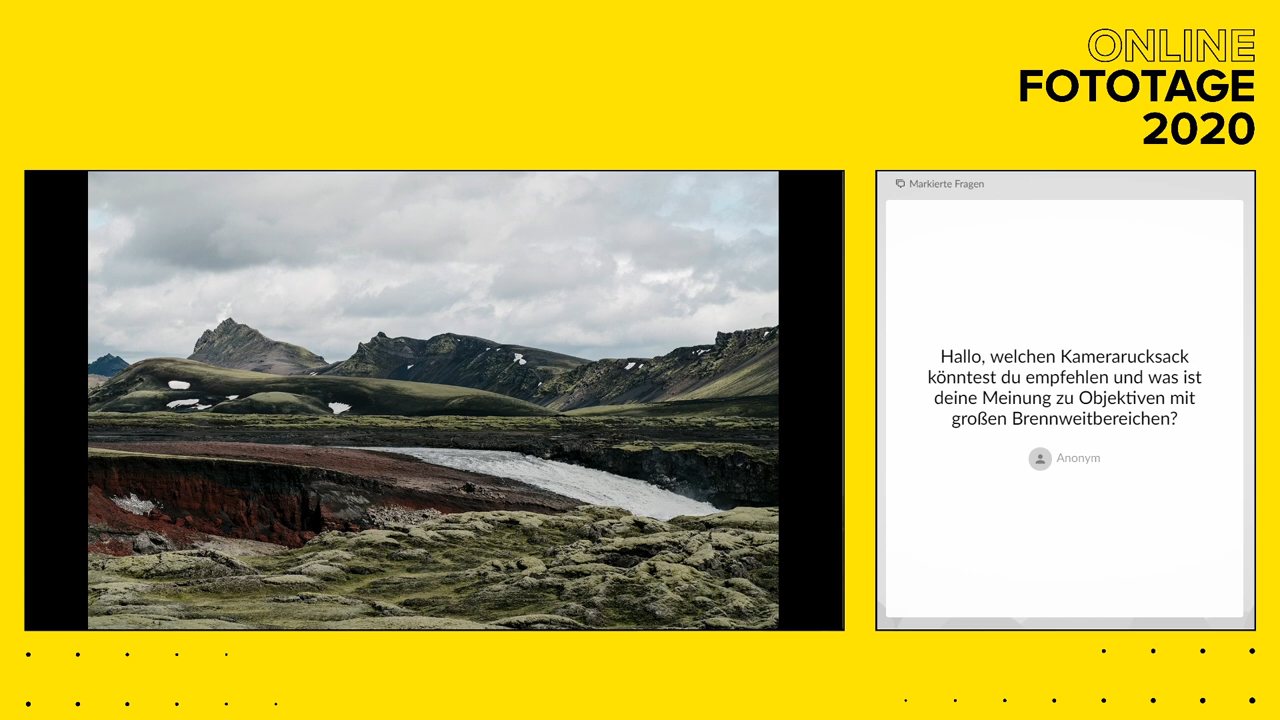 ONLINE
FOTOTAGE
2020
Markierte Fragen
Hallo, welchen Kamerarucksack
könntest du empfehlen und was ist
deine Meinung zu Objektiven mit
großen Brennweitbereichen?
Anonym